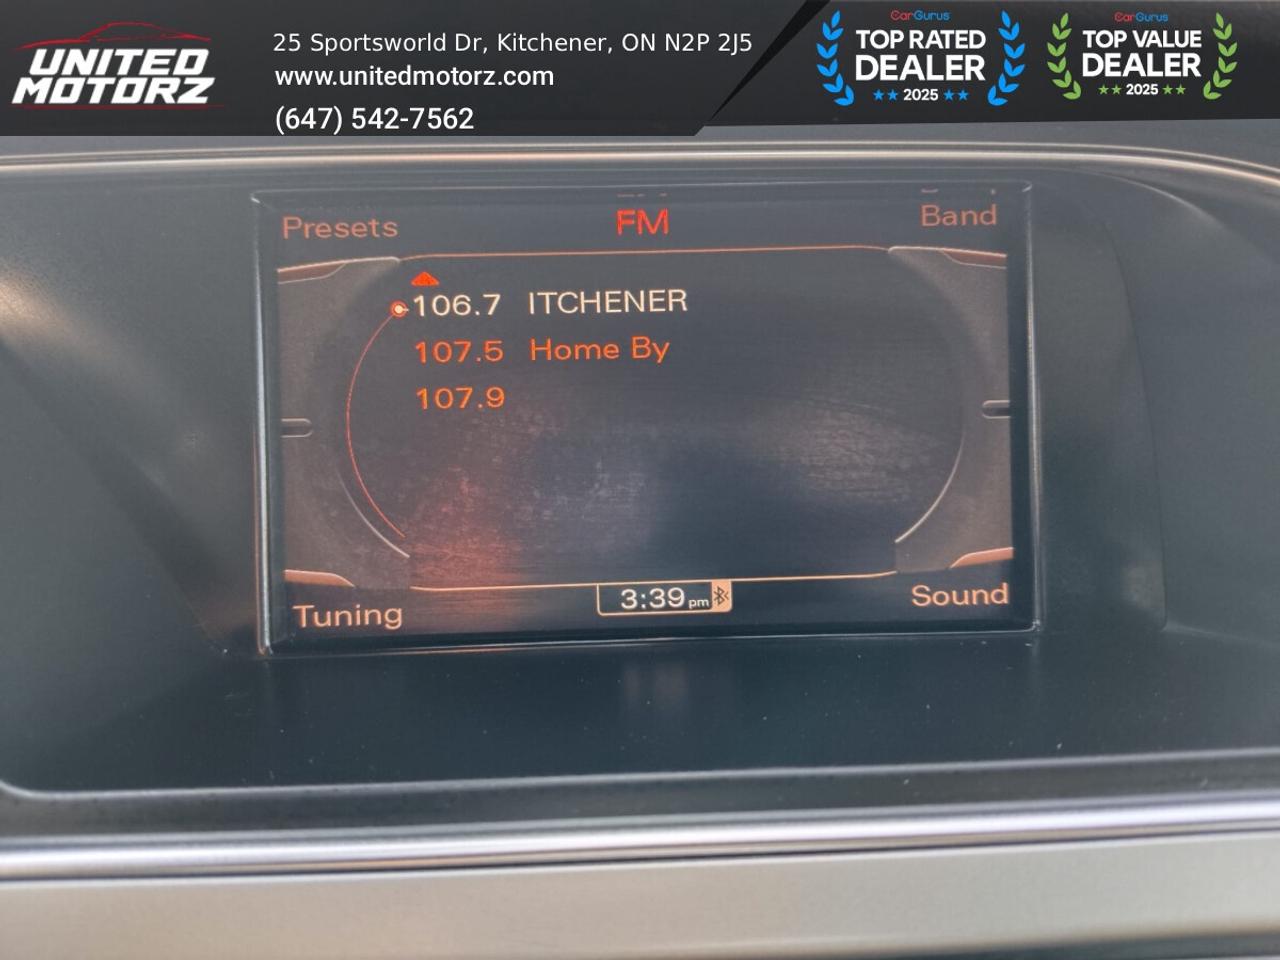 UNITED
MOTORZ
25 Sportsworld Dr, Kitchener, ON N2P 2J5
www.unitedmotorz.com
(647) 542-7562
CarGurus
TOP RATED
DEALER
2025
CarGurus
TOP VALUE
DEALER
2025
Presets
FM
Band
106.7 ITCHENER
107.5 Home By
107.9
Tuning
3:39 pm
Sound